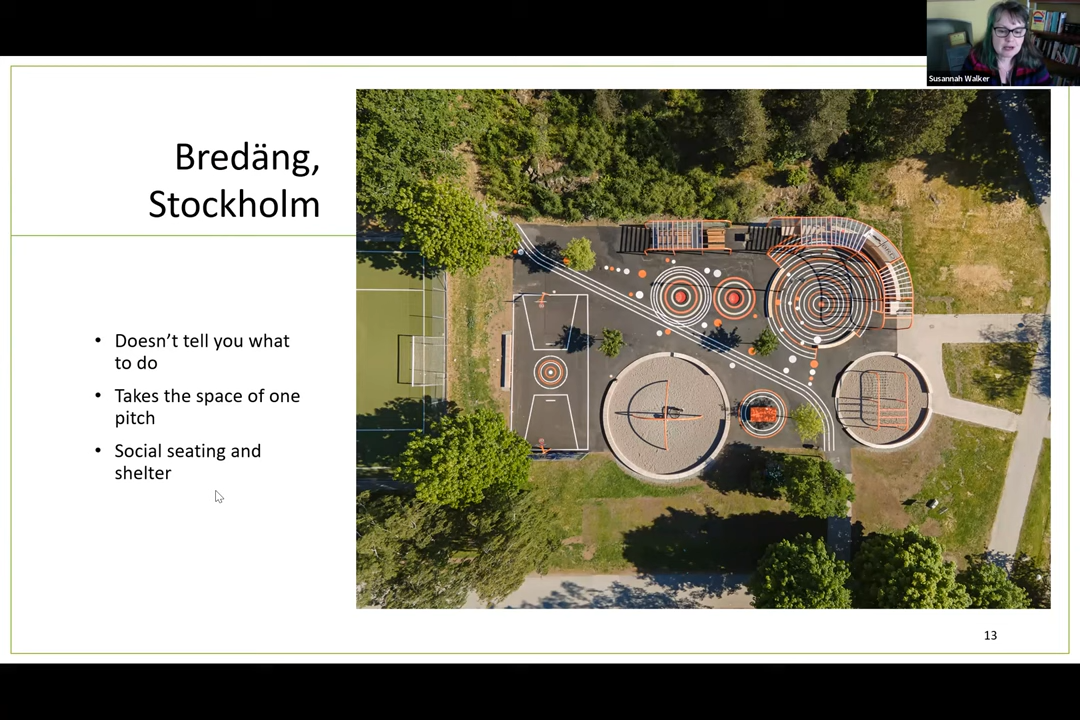 Susannah Walker
Bredäng,
Stockholm
• Doesn’t tell you what
to do
• Takes the space of one
pitch
• Social seating and
shelter
13